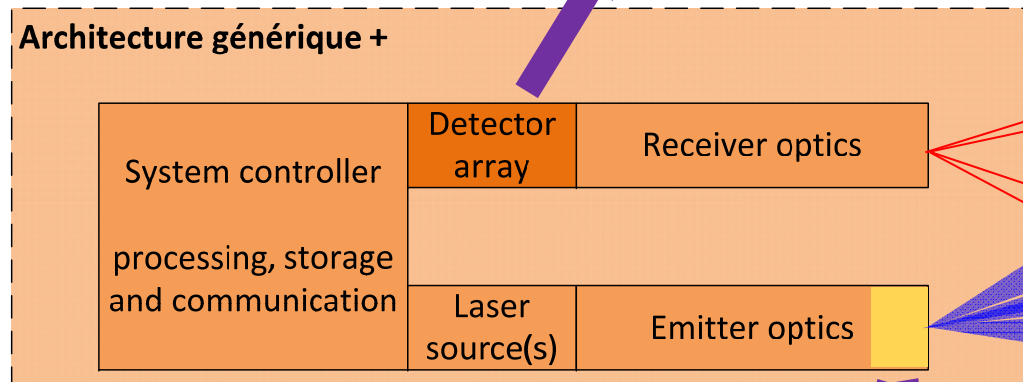 Architecture générique +
System controller
processing, storage
and communication
Detector
array
Receiver optics
Laser
source(s)
Emitter optics